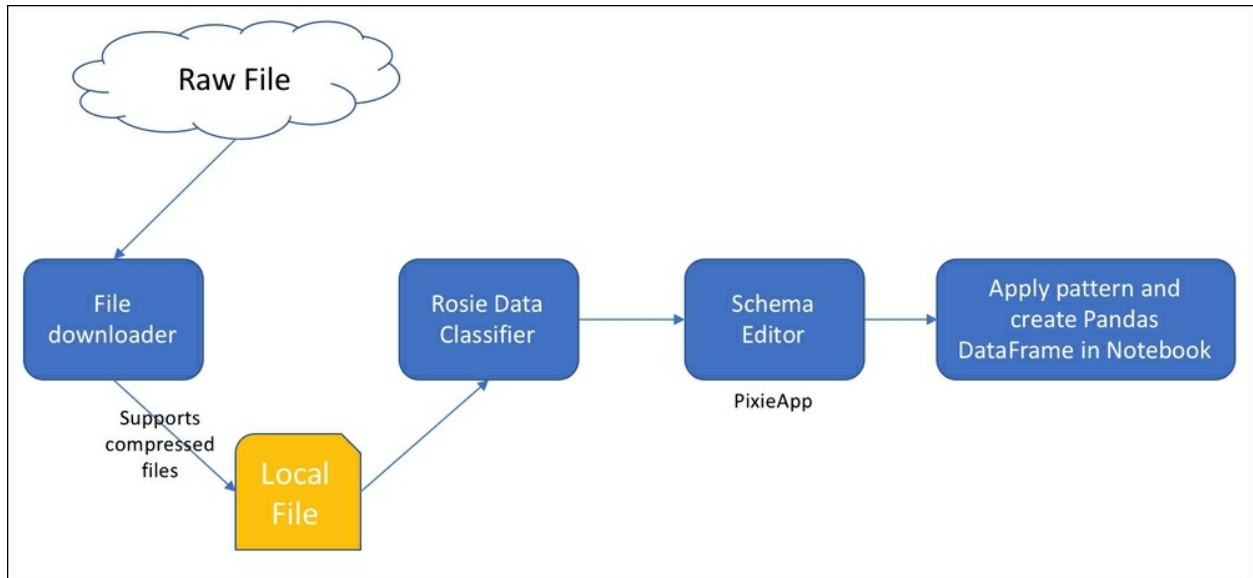 Raw File
File
downloader
Supports
compressed
files
Local
File
Rosie Data
Classifier
Schema
Editor
PixieApp
Apply pattern and
create Pandas
DataFrame in Notebook